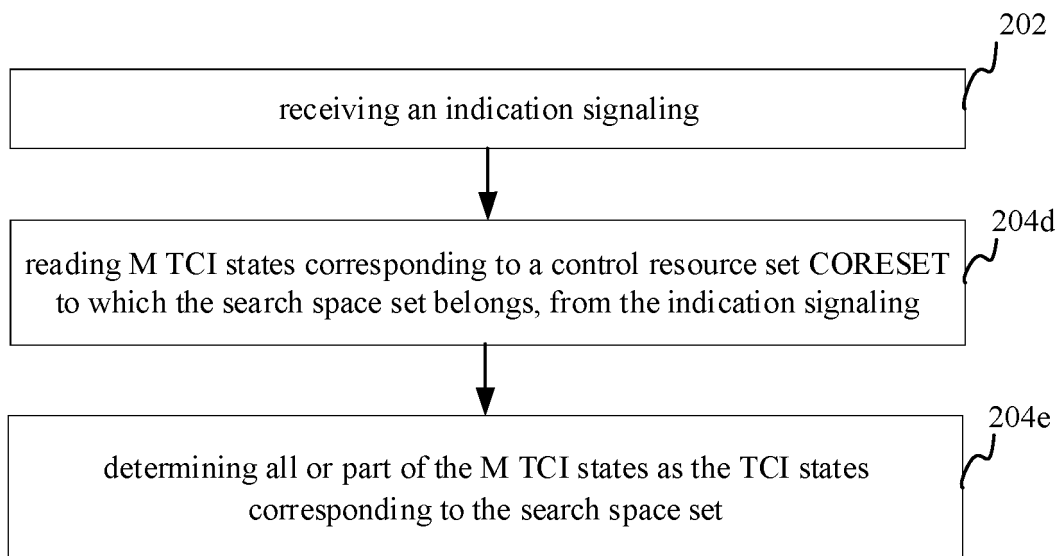 202
receiving an indication signaling
204d
reading M TCI states corresponding to a control resource set CORESET
to which the search space set belongs, from the indication signaling
204e
determining all or part of the M TCI states as the TCI states
corresponding to the search space set